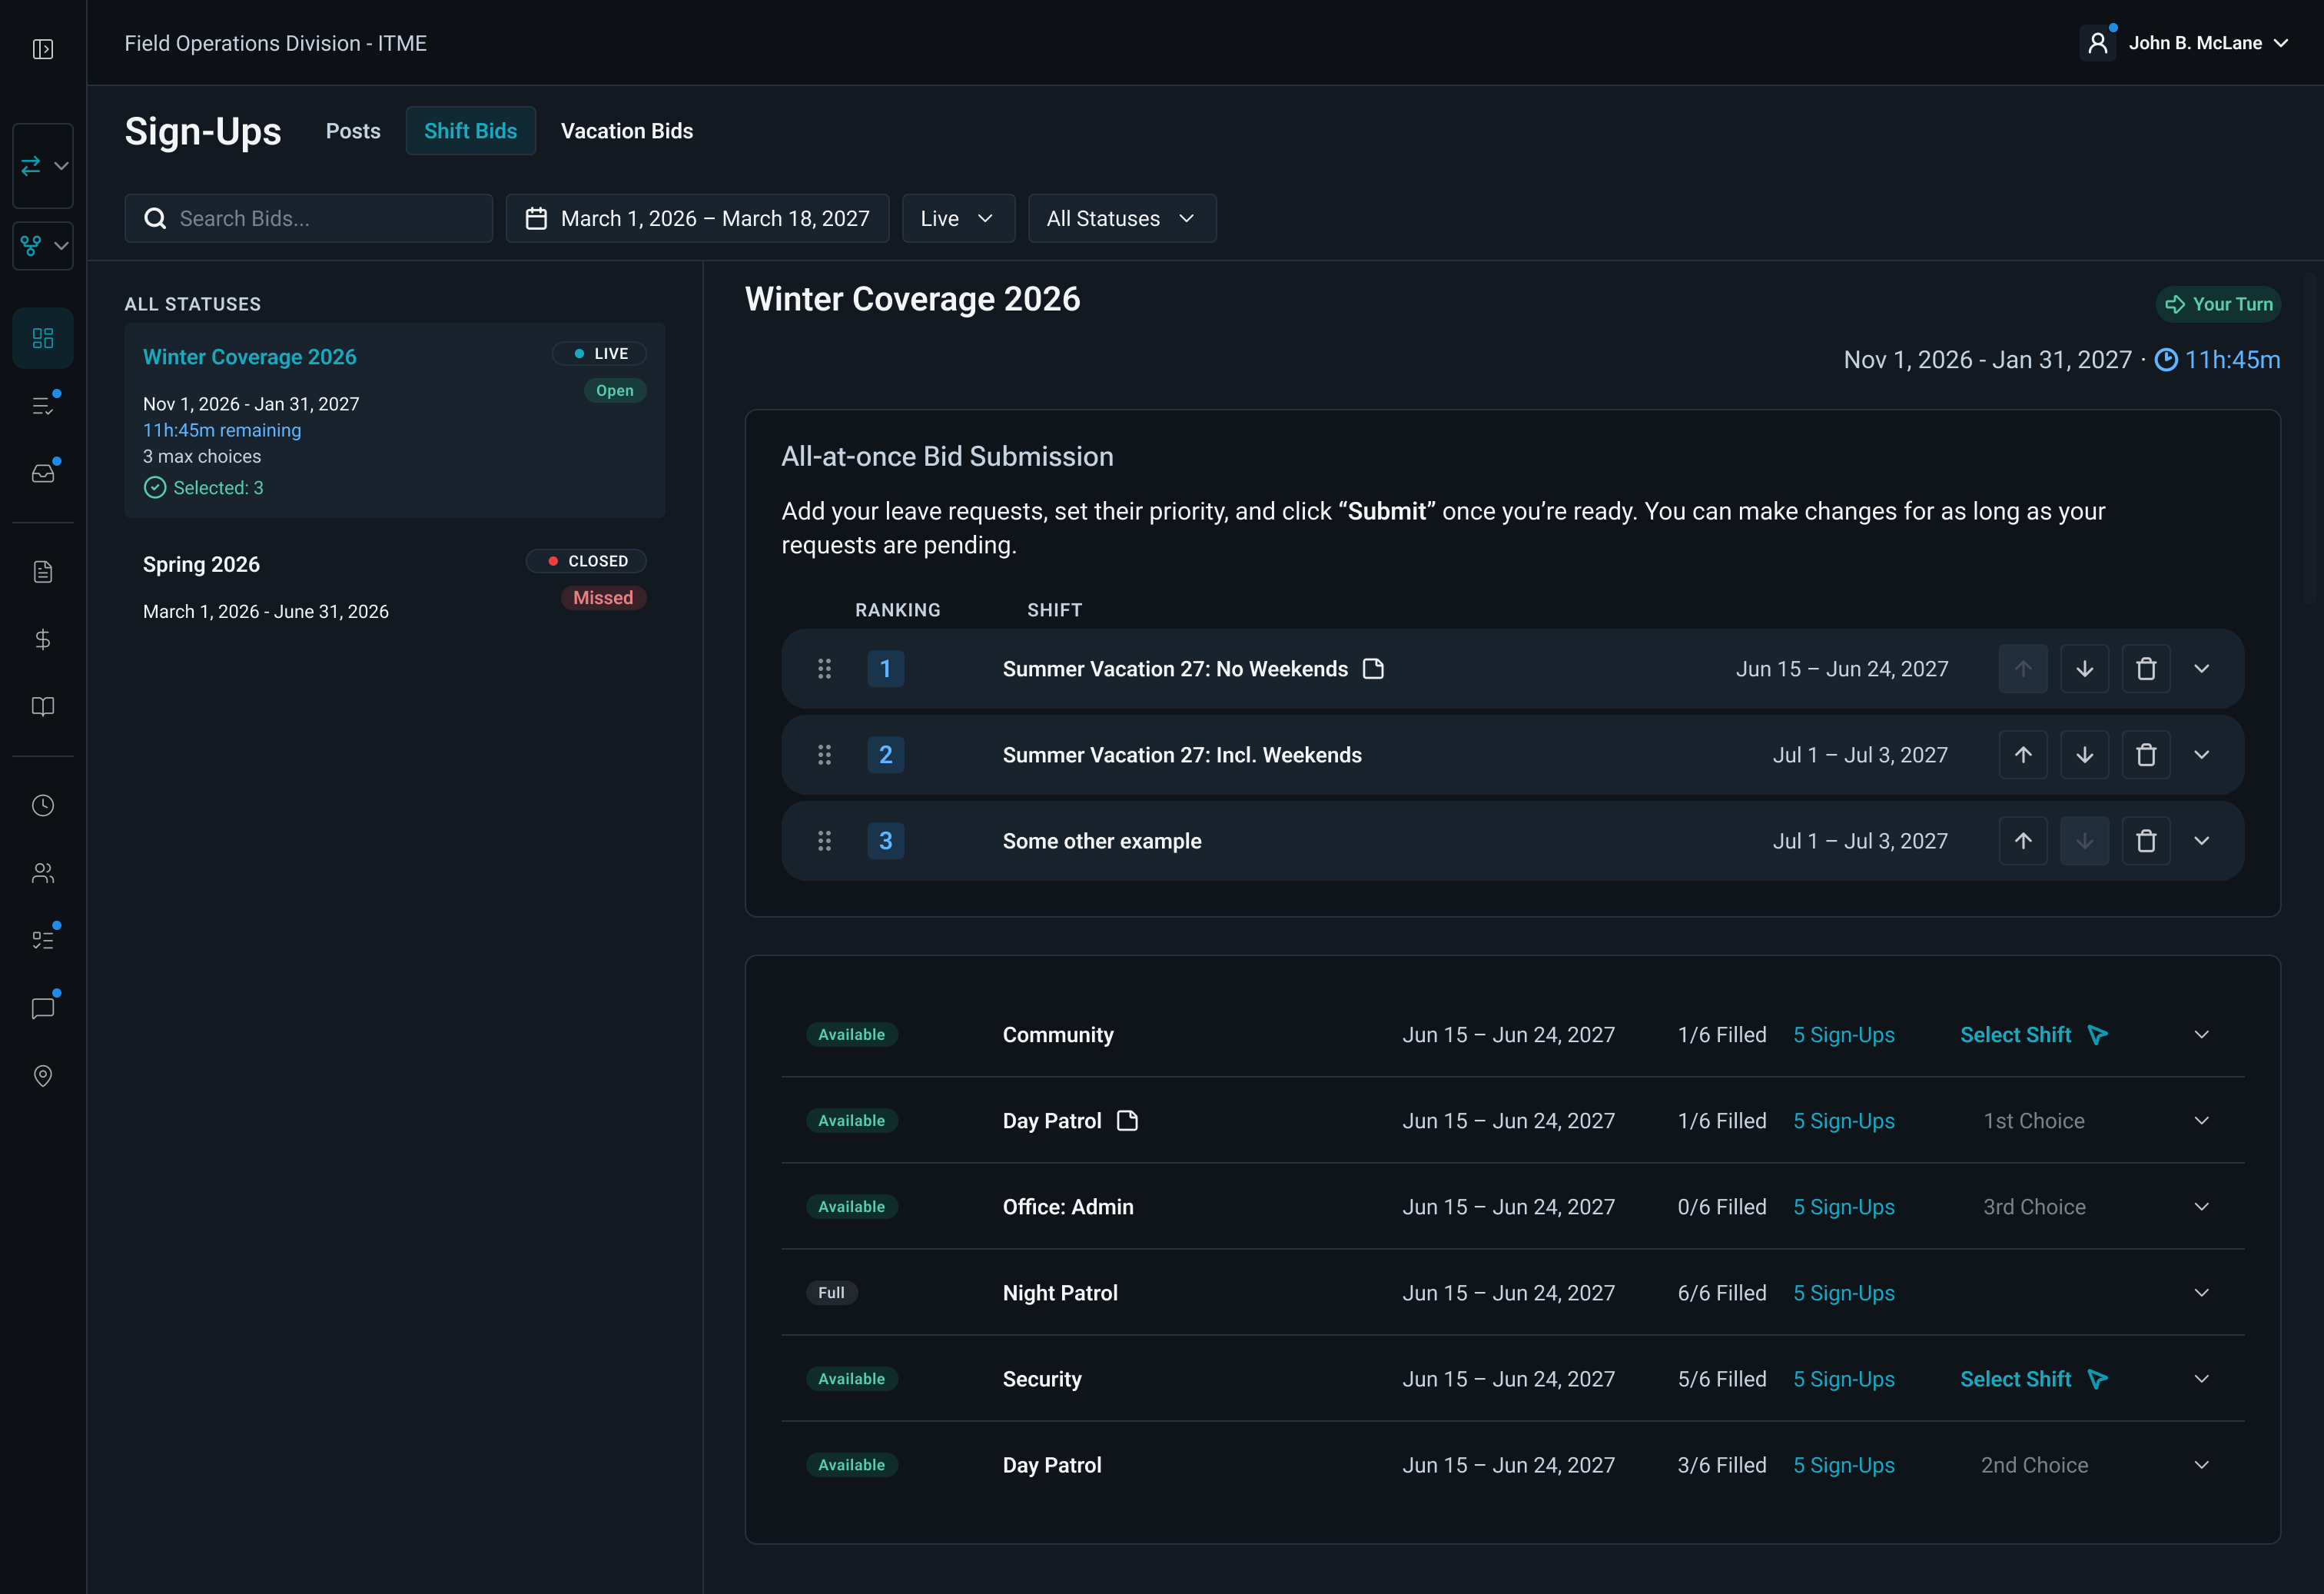 Field Operations Division - ITME
John B. McLane
Sign-Ups
Posts
Shift Bids
Vacation Bids
Search Bids...
March 1, 2026 – March 18, 2027
Live
All Statuses
ALL STATUSES
Winter Coverage 2026
LIVE
Open
Nov 1, 2026 - Jan 31, 2027
11h:45m remaining
3 max choices
Selected: 3
Spring 2026
CLOSED
Missed
March 1, 2026 - June 31, 2026
Winter Coverage 2026
Your Turn
Nov 1, 2026 - Jan 31, 2027 · 11h:45m
All-at-once Bid Submission
Add your leave requests, set their priority, and click “Submit” once you’re ready. You can make changes for as long as your
requests are pending.
RANKING SHIFT
1 Summer Vacation 27: No Weekends Jun 15 – Jun 24, 2027
2 Summer Vacation 27: Incl. Weekends Jul 1 – Jul 3, 2027
3 Some other example Jul 1 – Jul 3, 2027
Available Community Jun 15 – Jun 24, 2027 1/6 Filled 5 Sign-Ups Select Shift
Available Day Patrol Jun 15 – Jun 24, 2027 1/6 Filled 5 Sign-Ups 1st Choice
Available Office: Admin Jun 15 – Jun 24, 2027 0/6 Filled 5 Sign-Ups 3rd Choice
Full Night Patrol Jun 15 – Jun 24, 2027 6/6 Filled 5 Sign-Ups
Available Security Jun 15 – Jun 24, 2027 5/6 Filled 5 Sign-Ups Select Shift
Available Day Patrol Jun 15 – Jun 24, 2027 3/6 Filled 5 Sign-Ups 2nd Choice